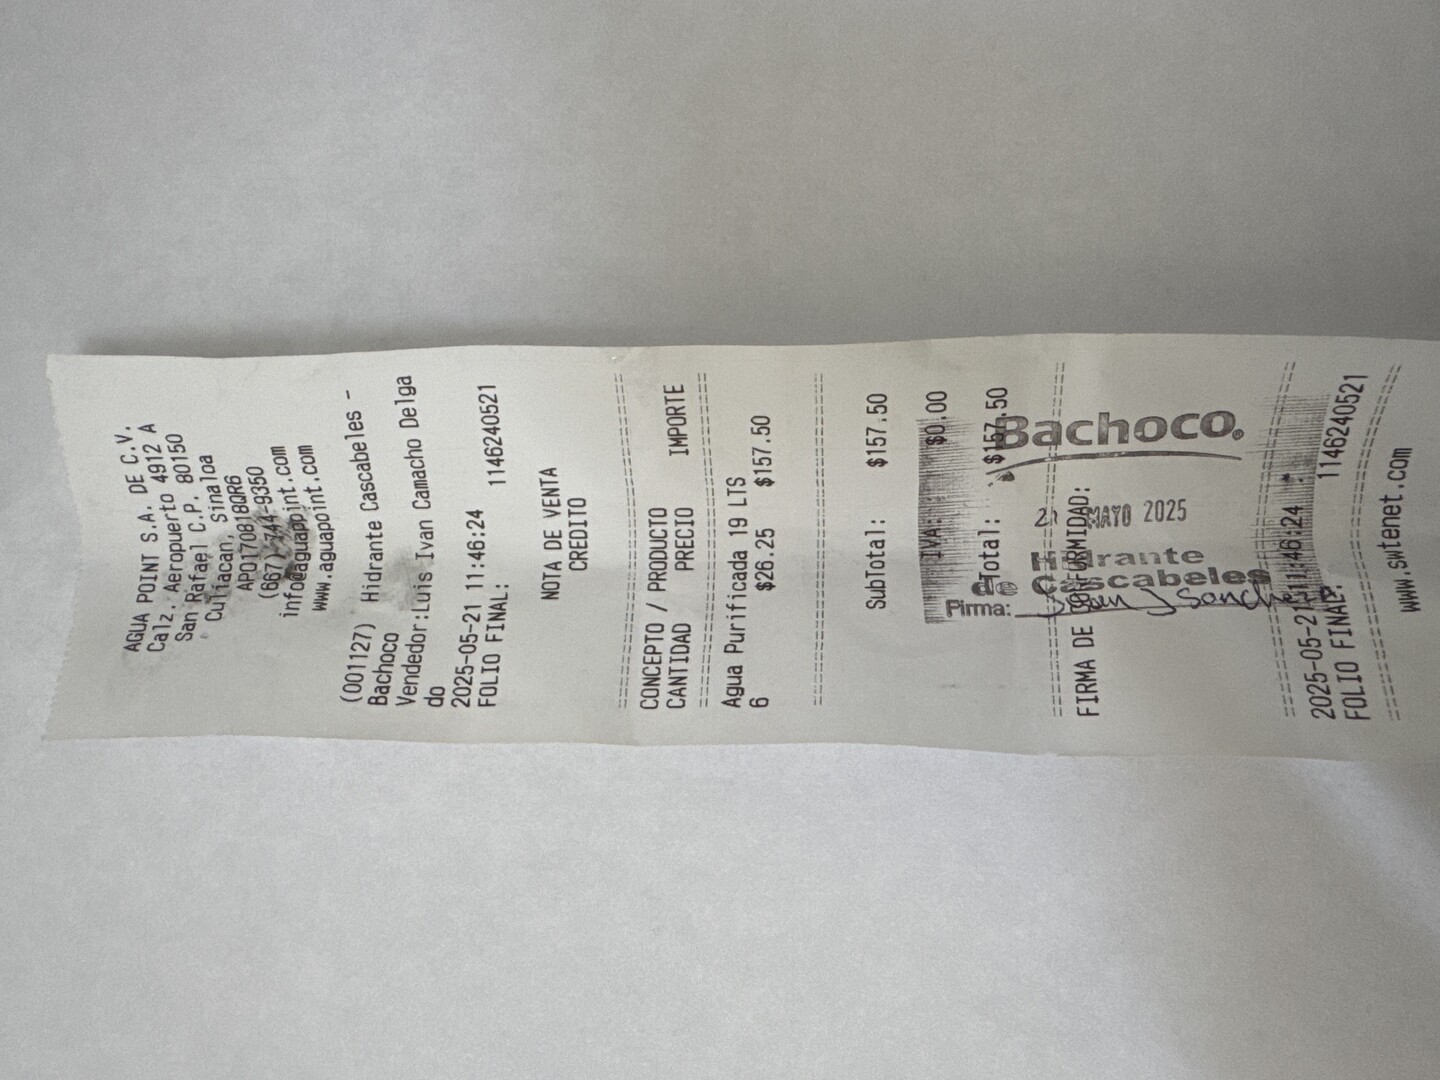 AGUA POINT S.A. DE C.V.
Calz. Aeropuerto 4912 A
San Rafael C.P. 80150
Culiacan, Sinaloa
APO170818QR6
(667) 744-9350
info@aguapoint.com
www.aguapoint.com
(001127) Hidrante Cascabeles -
Bachoco
Vendedor:Luis Ivan Camacho Delga
do
2025-05-21 11:46:24
FOLIO FINAL: 1146240521
NOTA DE VENTA
CREDITO
CONCEPTO / PRODUCTO
CANTIDAD PRECIO IMPORTE
Agua Purificada 19 LTS
6 $26.25 $157.50
SubTotal: $157.50
IVA: $0.00
Total: $157.50
Bachoco.
21 MAYO 2025
Hidrante
Cascabeles
Firma:
FIRMA DE CONFORMIDAD:
2025-05-21 11:46:24
FOLIO FINAL: 1146240521
www.swtenet.com